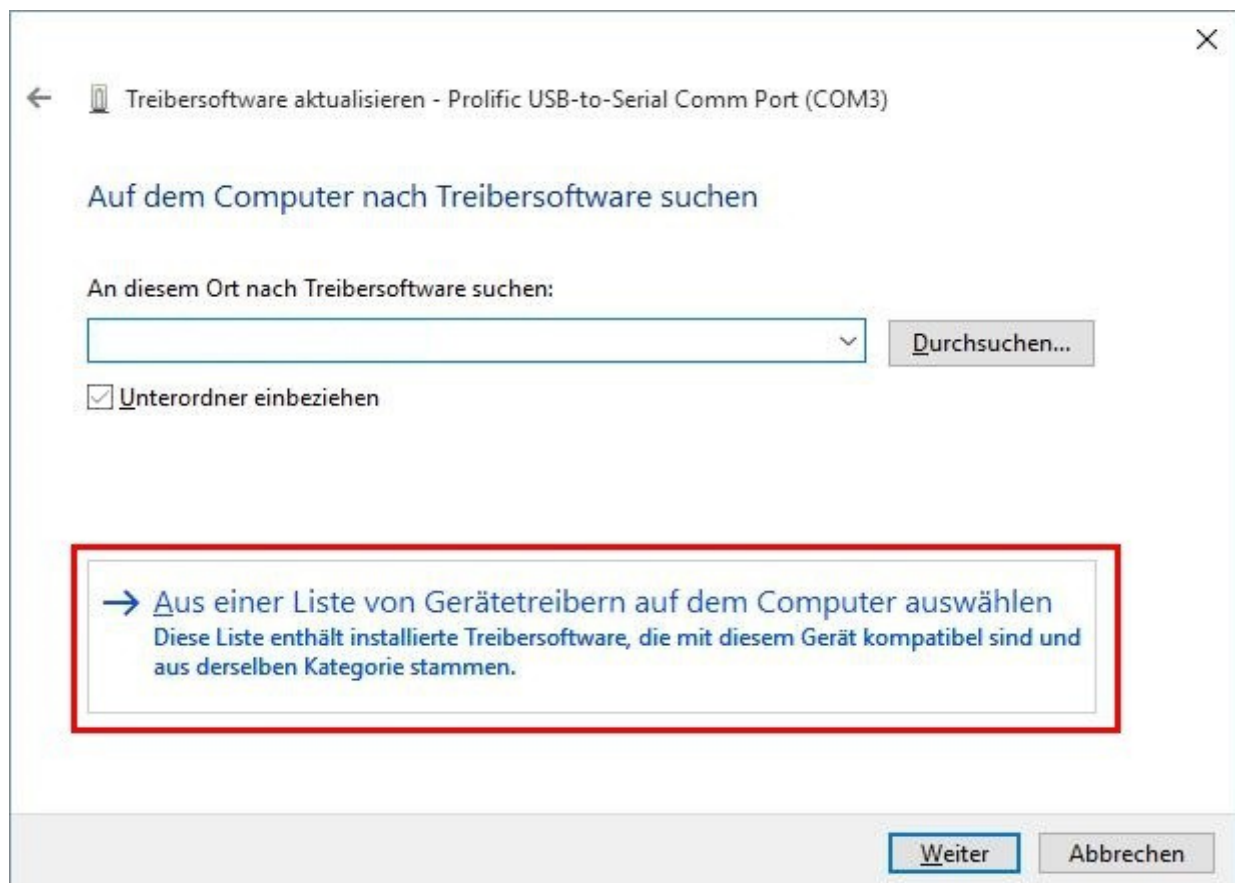 Treibersoftware aktualisieren - Prolific USB-to-Serial Comm Port (COM3)
Auf dem Computer nach Treibersoftware suchen
An diesem Ort nach Treibersoftware suchen:
Durchsuchen...
Unterordner einbeziehen
Aus einer Liste von Gerätetreibern auf dem Computer auswählen
Diese Liste enthält installierte Treibersoftware, die mit diesem Gerät kompatibel sind und
aus derselben Kategorie stammen.
Weiter Abbrechen